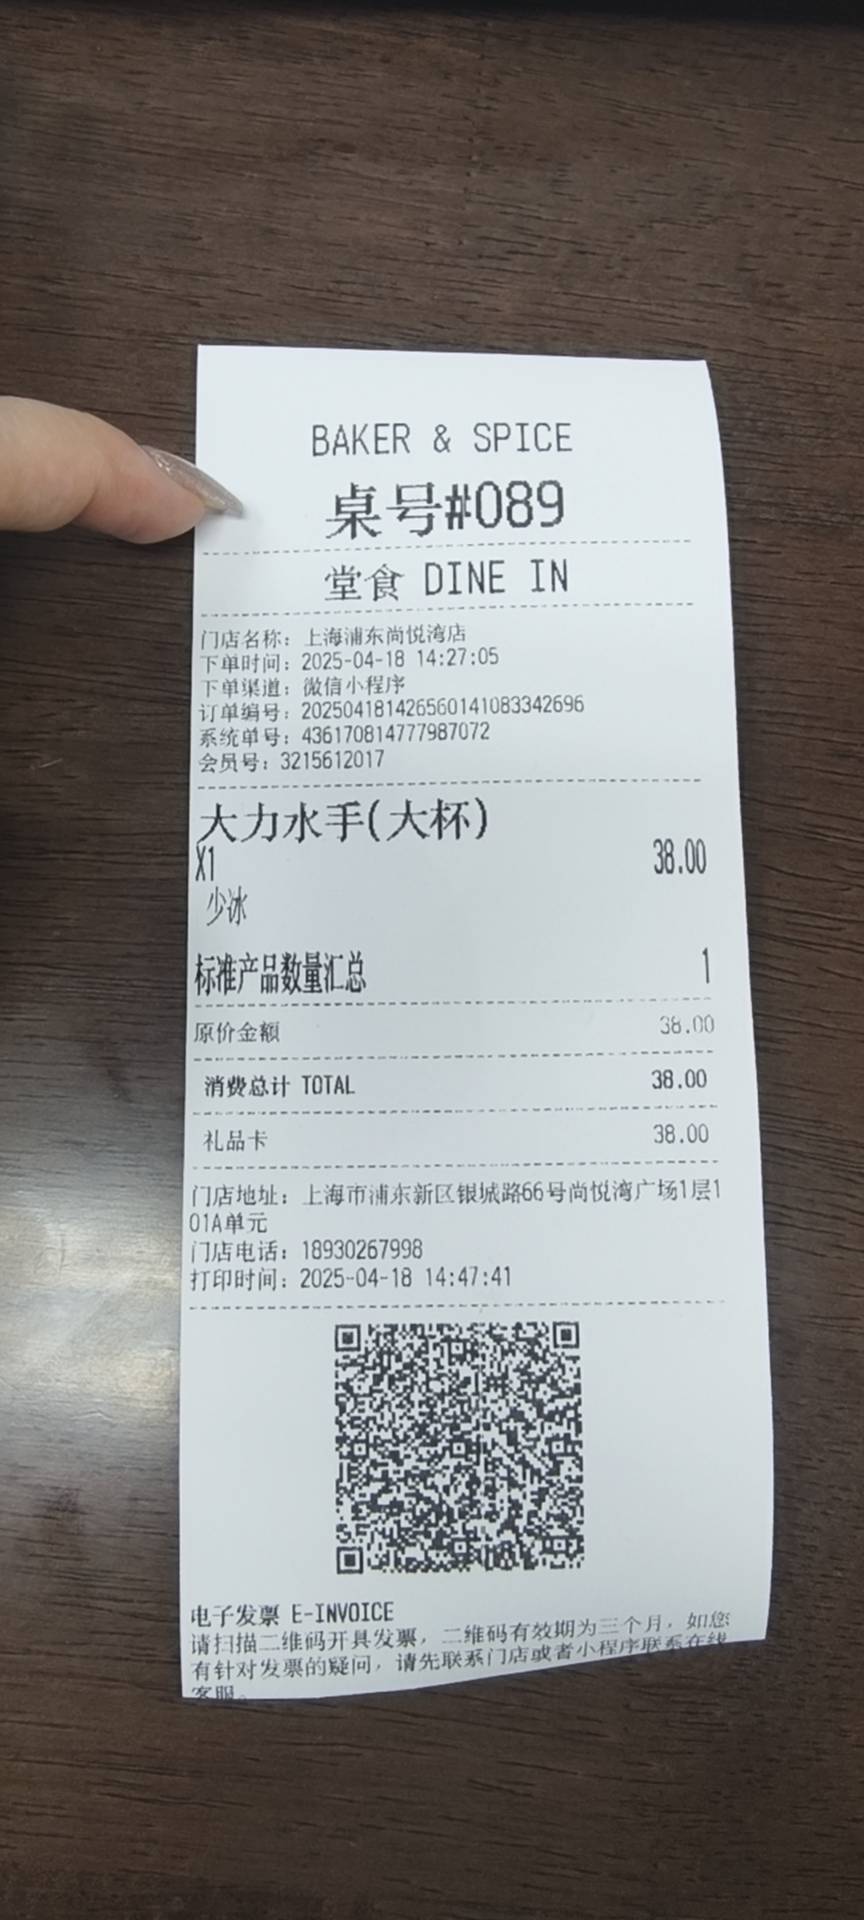 BAKER & SPICE
桌号#089
堂食 DINE IN
门店名称：上海浦东尚悦湾店
下单时间：2025-04-18 14:27:05
下单渠道：微信小程序
订单编号：2025041814265601410833426​96
系统单号：436170814777987072
会员号：3215612017
大力水手(大杯)
X1 38.00
少冰
标准产品数量汇总 1
原价金额 38.00
消费总计 TOTAL 38.00
礼品卡 38.00
门店地址：上海市浦东新区银城路66号尚悦湾广场1层1
01A单元
门店电话：18930267998
打印时间：2025-04-18 14:47:41
电子发票 E-INVOICE
请扫描二维码开具发票，二维码有效期为三个月，如您
有针对发票的疑问，请先联系门店或者小程序联系在线
客服。